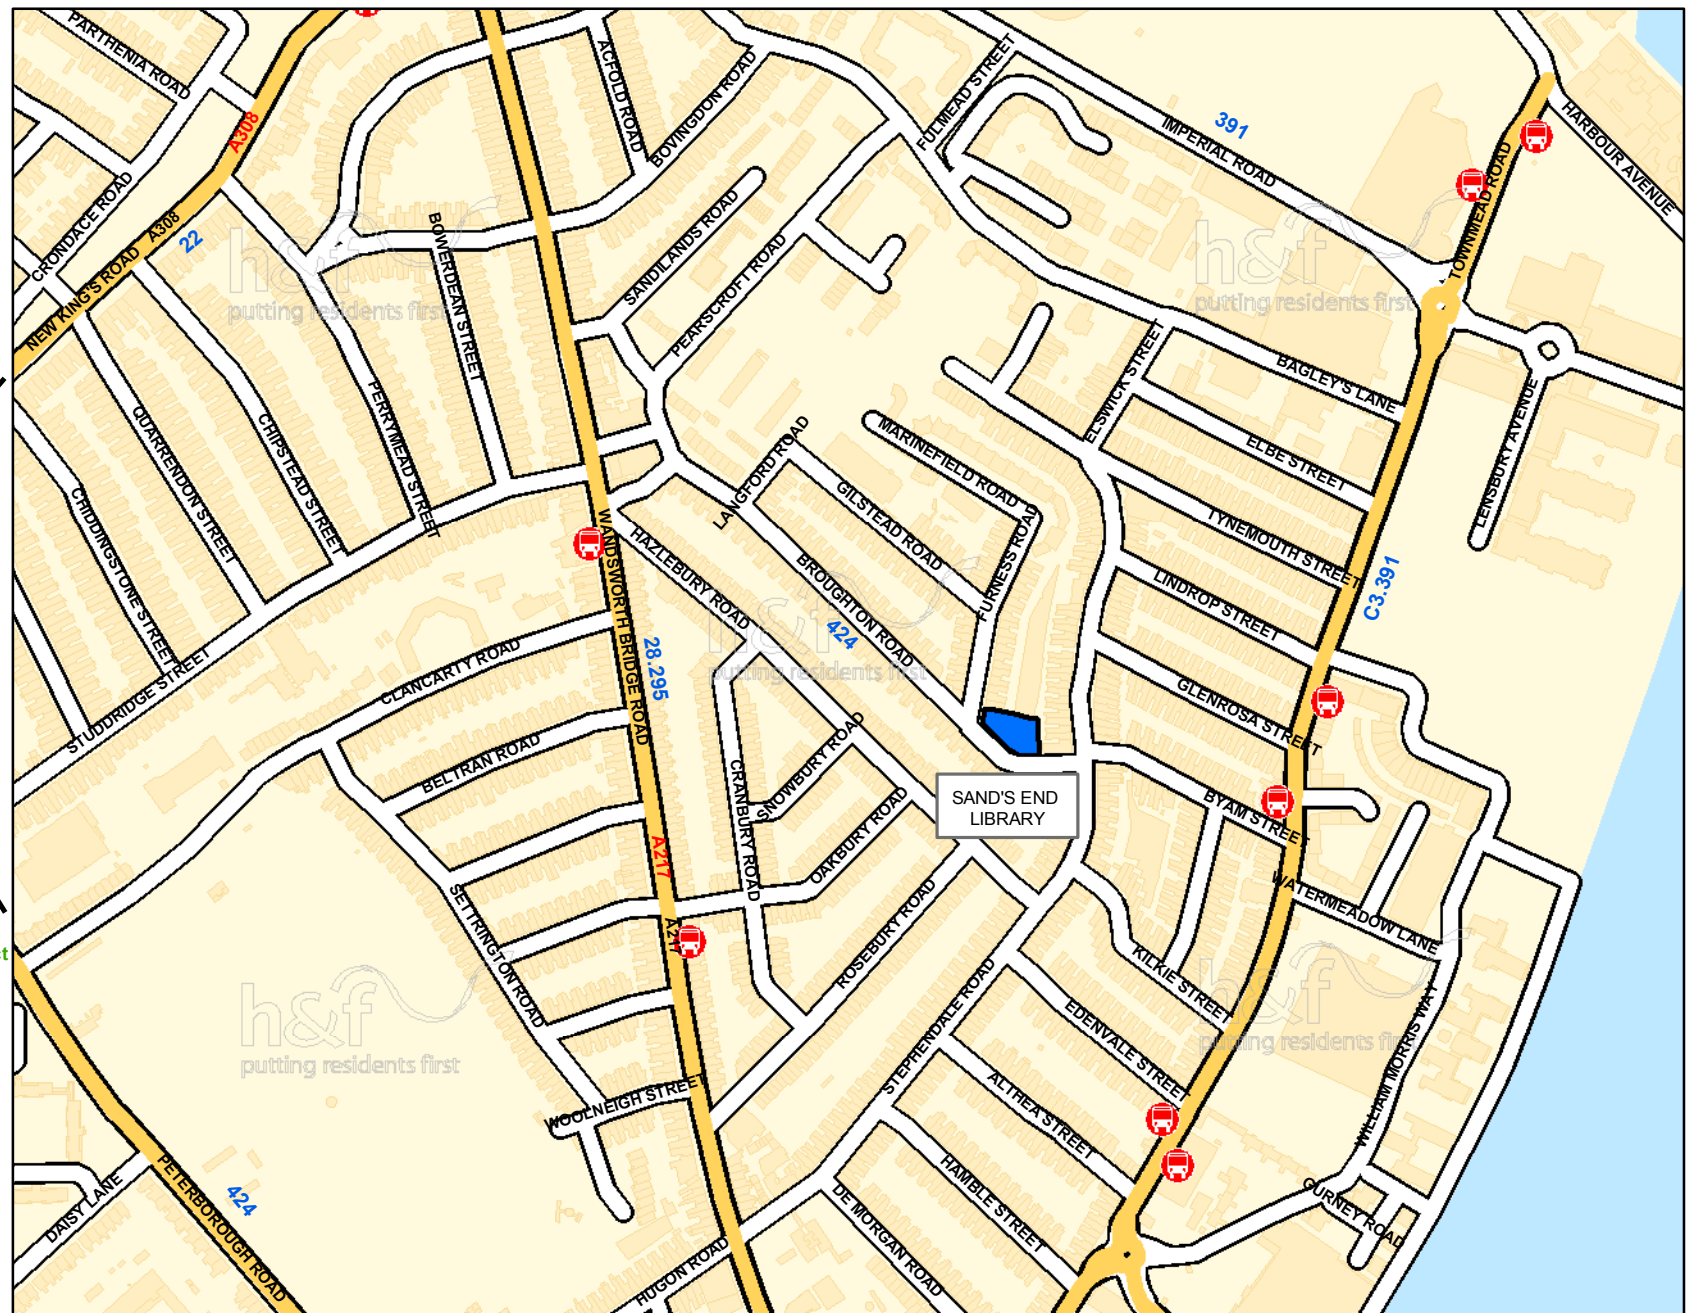 PARTHENIA ROAD
A308
CRONDACE ROAD
NEW KING'S ROAD
A308
22
ACFOLD ROAD
BOVINGDON ROAD
FULMEAD STREET
391
IMPERIAL ROAD
HARBOUR AVENUE
TOWNMEAD ROAD
BOWERDEAN STREET
SANDILANDS ROAD
PEARSCROFT ROAD
h&f
putting residents first
h&f
putting residents first
QUARRENDON STREET
CHIPSTEAD STREET
PERRYMEAD STREET
CHIDDINGSTONE STREET
STUDDRIDGE STREET
ELSWICK STREET
BAGLEY'S LANE
ELBE STREET
LENSBURY AVENUE
LANGFORD ROAD
MARINEFIELD ROAD
GILSTEAD ROAD
FURNESS ROAD
TYNEMOUTH STREET
WANDSWORTH BRIDGE ROAD
HAZLEBURY ROAD
BROUGHTON ROAD
LINDROP STREET
C3.391
28.295
424
h&f
putting residents first
CLANCARTY ROAD
GLENROSA STREET
BELTRAN ROAD
SNOWBURY ROAD
CRANBURY ROAD
SAND'S END
LIBRARY
BYAM STREET
A217
OAKBURY ROAD
WATERMEADOW LANE
SETTRINGTON ROAD
A217
ROSEBURY ROAD
KILKIE STREET
STEPHENDALE ROAD
EDENVALE STREET
WILLIAM MORRIS WAY
h&f
putting residents first
h&f
putting residents first
WOOLNEIGH STREET
ALTHEA STREET
HAMBLE STREET
GURNEY ROAD
DAISY LANE
PETERBOROUGH ROAD
424
HUGON ROAD
DE MORGAN ROAD